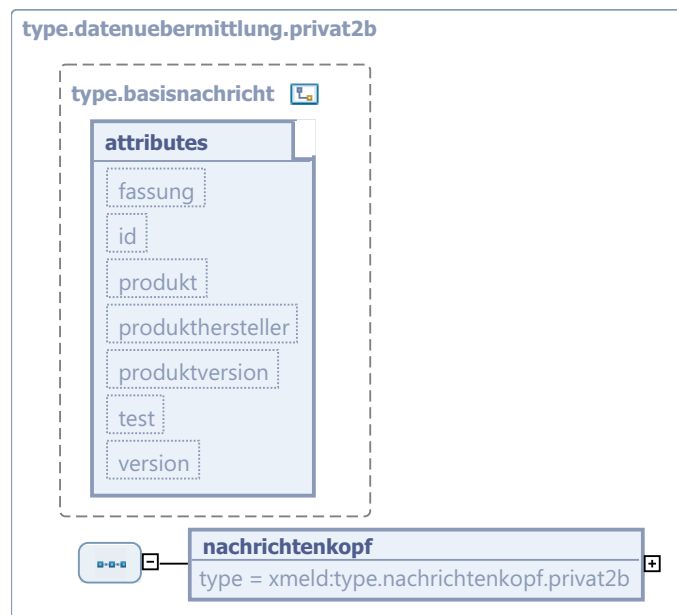 type.datenuebermittlung.privat2b
type.basisnachricht
attributes
fassung
id
produkt
produkthersteller
produktversion
test
version
nachrichtenkopf
type = xmeld:type.nachrichtenkopf.privat2b